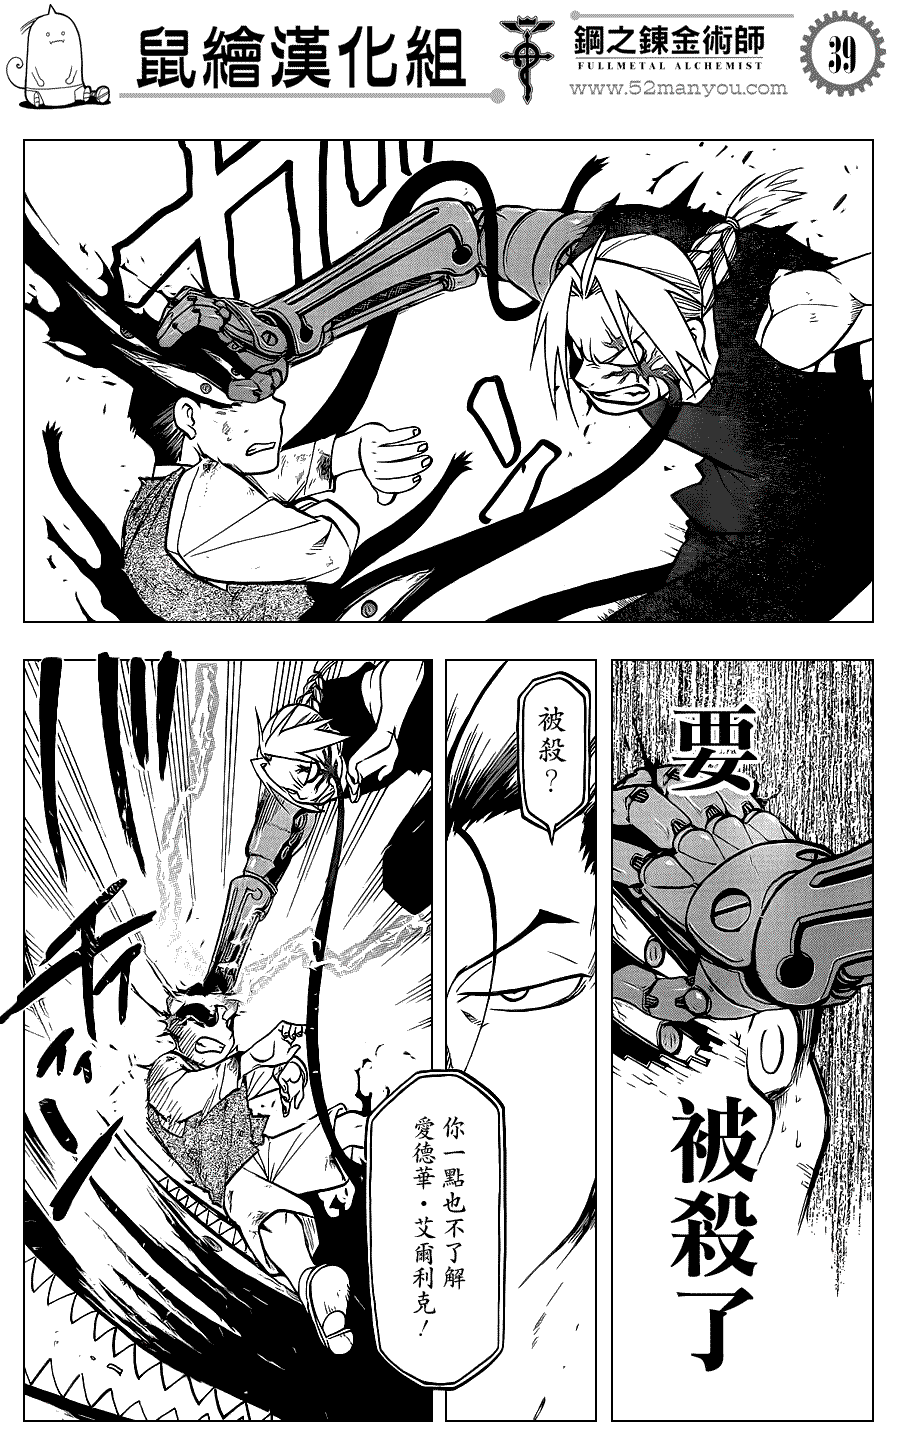 鼠繪漢化組
鋼之鍊金術師
FULLMETAL ALCHEMIST
www.52manyou.com
39
ガ
要
被殺了
被殺？
你一點也不了解
愛德華・艾爾利克！